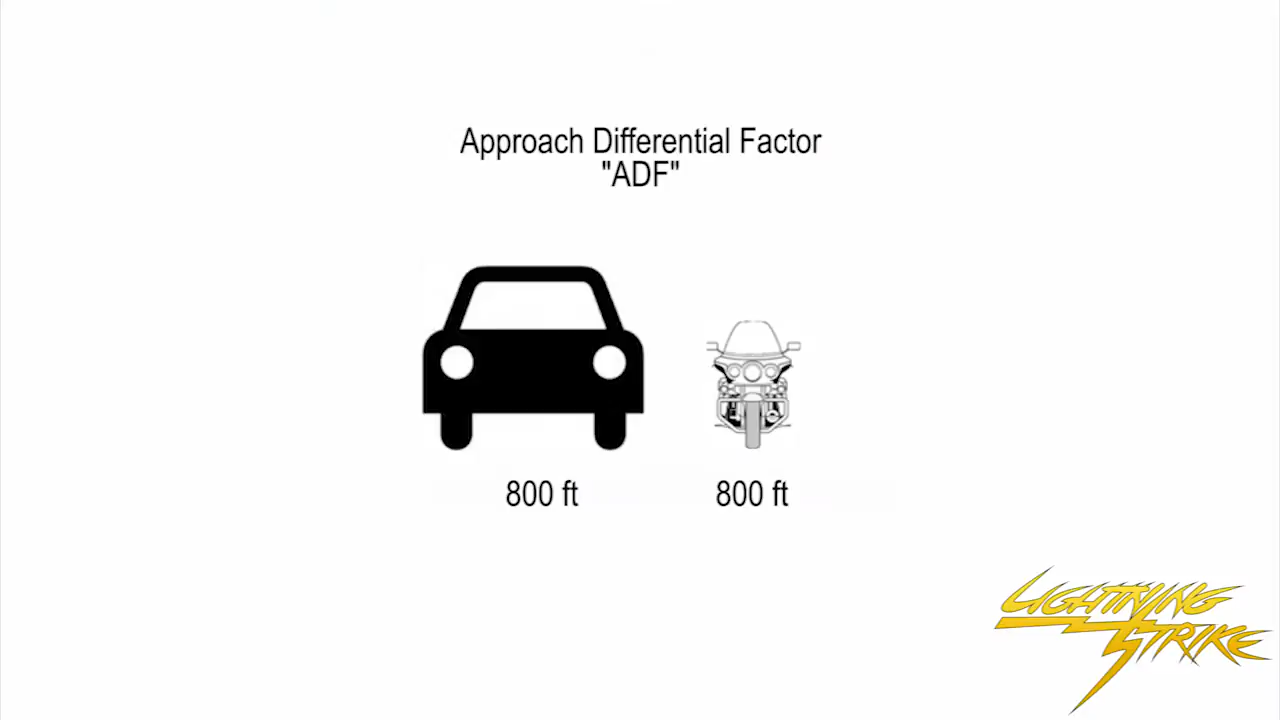 Approach Differential Factor
"ADF"
800 ft 800 ft
LIGHTNING
STRIKE